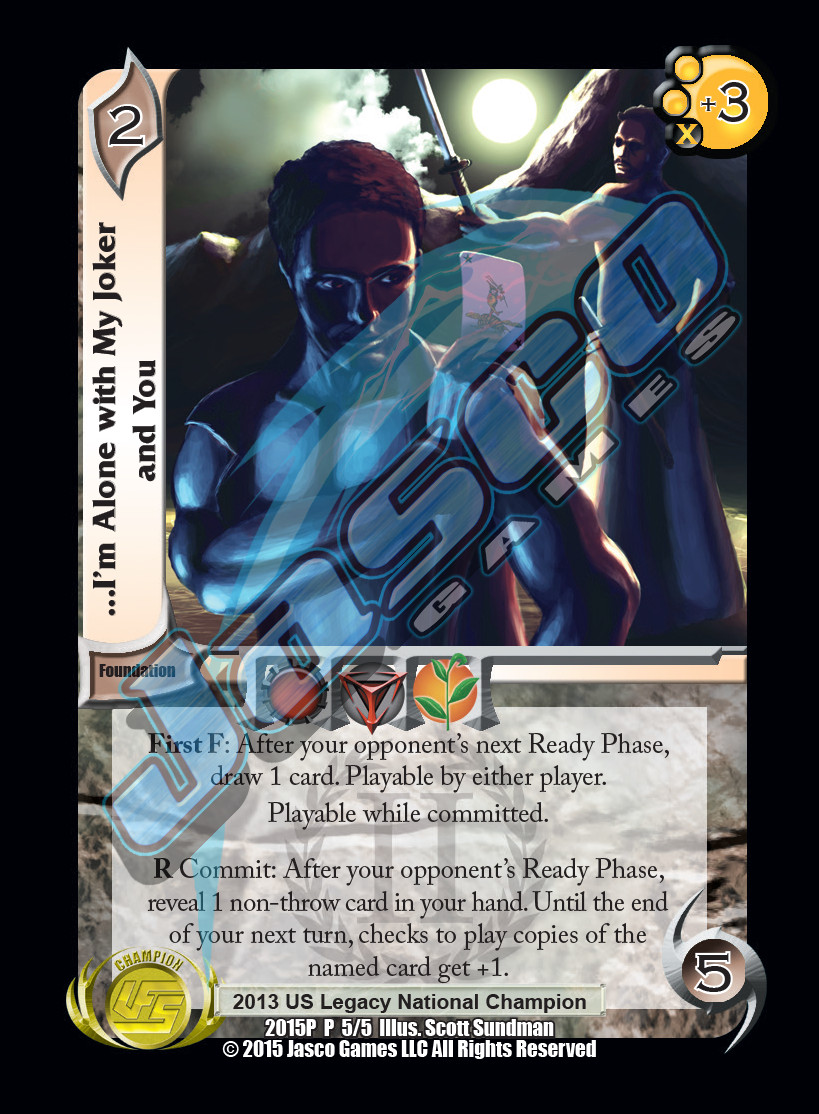 2
+3
X
...I'm Alone with My Joker
and You
JASCO
GAMES
Foundation
First F: After your opponent's next Ready Phase,
draw 1 card. Playable by either player.
Playable while committed.
R Commit: After your opponent's Ready Phase,
reveal 1 non-throw card in your hand. Until the end
of your next turn, checks to play copies of the
named card get +1.
II
5
CHAMPION
UFS
2013 US Legacy National Champion
2015P P 5/5 Illus. Scott Sundman
© 2015 Jasco Games LLC All Rights Reserved